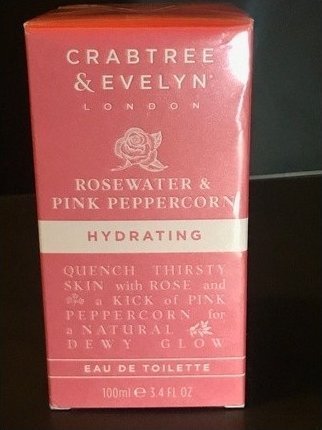 CRABTREE
& EVELYN®
LONDON
ROSEWATER &
PINK PEPPERCORN
HYDRATING
QUENCH THIRSTY
SKIN with ROSE and
a KICK of PINK
PEPPERCORN for
a NATURAL
DEWY GLOW
EAU DE TOILETTE
100ml ℮ 3.4 FL OZ